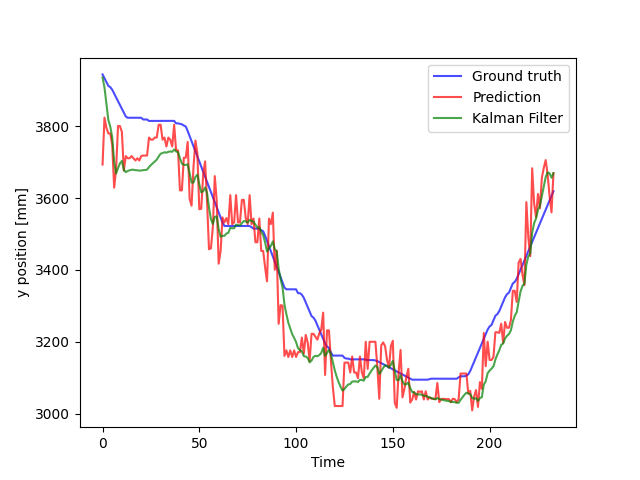 Ground truth
Prediction
Kalman Filter
y position [mm]
3800
3600
3400
3200
3000
0 50 100 150 200
Time